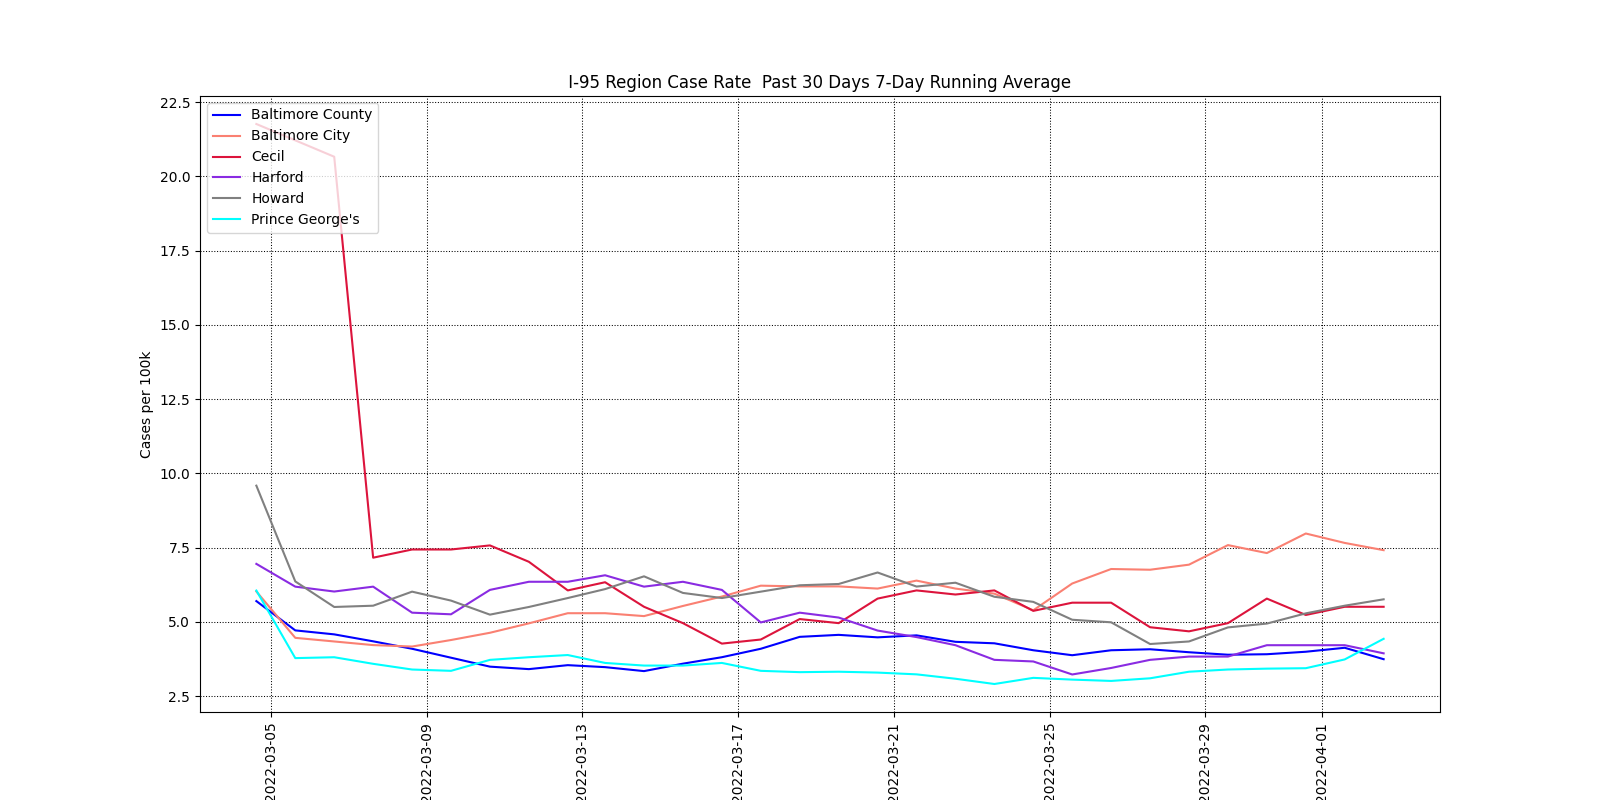 I-95 Region Case Rate  Past 30 Days 7-Day Running Average
Baltimore County
Baltimore City
Cecil
Harford
Howard
Prince George's
Cases per 100k
22.5
20.0
17.5
15.0
12.5
10.0
7.5
5.0
2.5
2022-03-05
2022-03-09
2022-03-13
2022-03-17
2022-03-21
2022-03-25
2022-03-29
2022-04-01